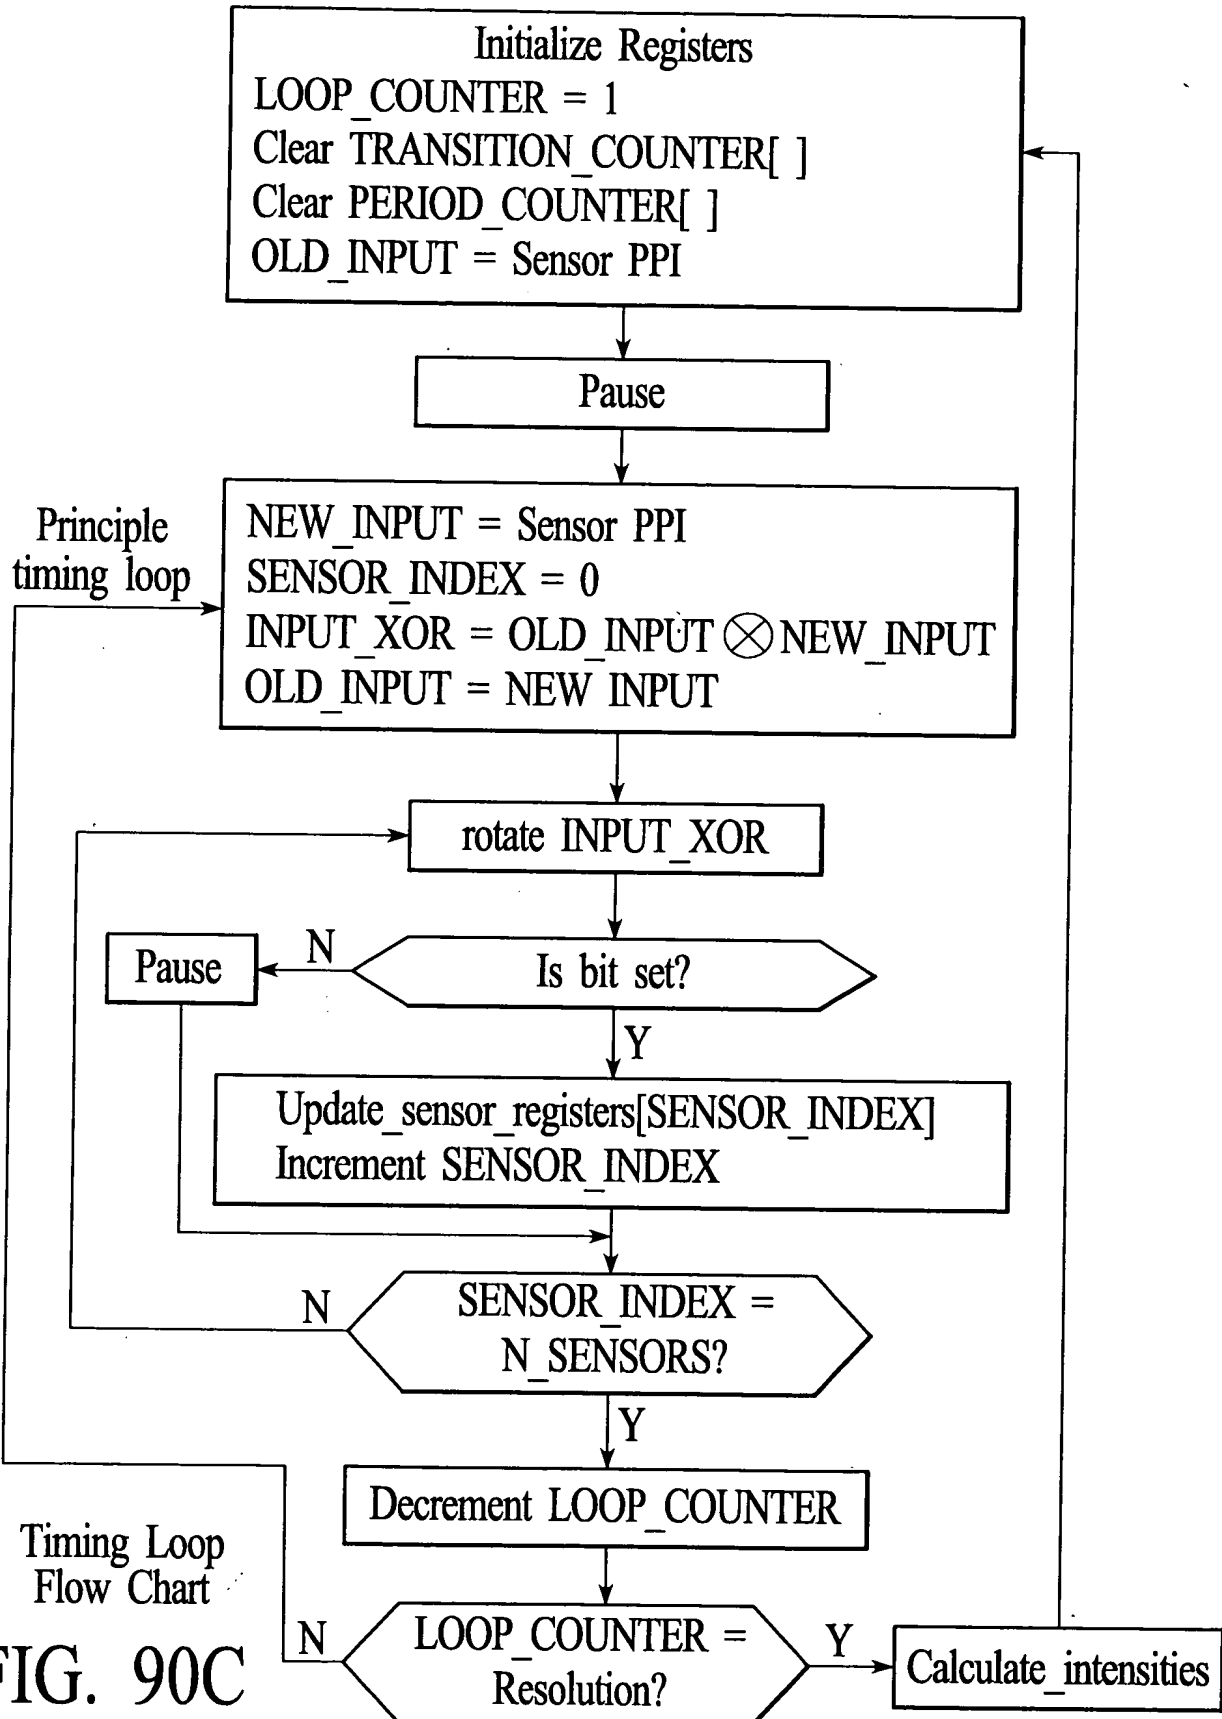 Initialize Registers
LOOP_COUNTER = 1
Clear TRANSITION_COUNTER[ ]
Clear PERIOD_COUNTER[ ]
OLD_INPUT = Sensor PPI
Pause
Principle
timing loop
NEW_INPUT = Sensor PPI
SENSOR_INDEX = 0
INPUT_XOR = OLD_INPUT ⊗ NEW_INPUT
OLD_INPUT = NEW INPUT
rotate INPUT_XOR
Is bit set?
N
Pause
Y
Update_sensor_registers[SENSOR_INDEX]
Increment SENSOR_INDEX
SENSOR_INDEX =
N_SENSORS?
N
Y
Decrement LOOP_COUNTER
LOOP_COUNTER =
Resolution?
N
Y
Calculate_intensities
Timing Loop
Flow Chart
FIG. 90C